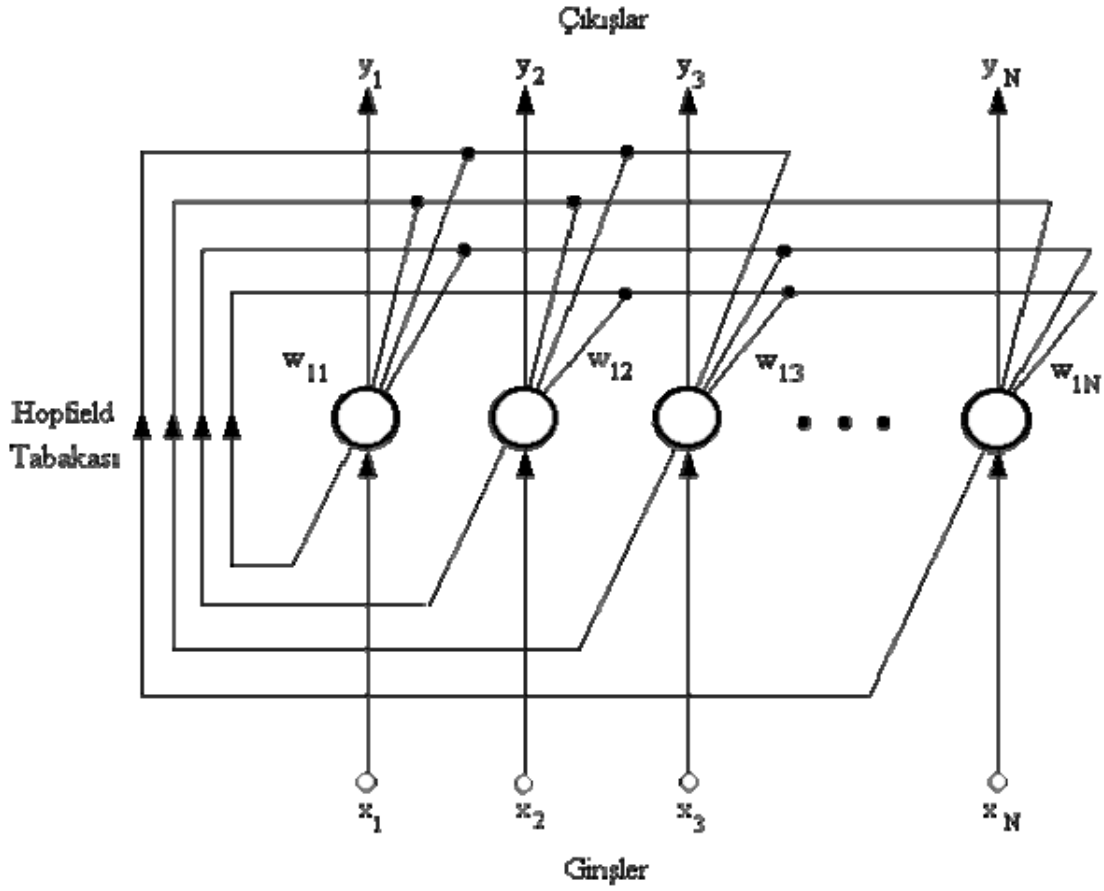 Çıkışlar
y1 y2 y3 yN
w11 w12 w13 w1N
Hopfield
Tabakası
x1 x2 x3 xN
Girişler